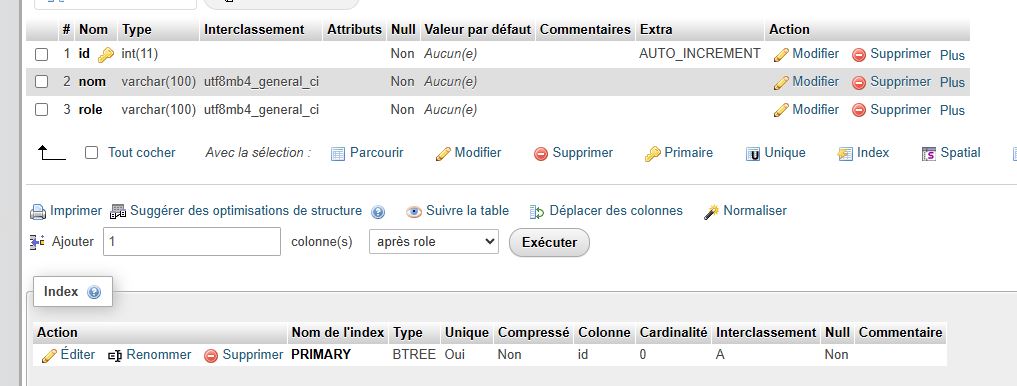 # Nom Type Interclassement Attributs Null Valeur par défaut Commentaires Extra Action
1 id int(11) Non Aucun(e) AUTO_INCREMENT Modifier Supprimer Plus
2 nom varchar(100) utf8mb4_general_ci Non Aucun(e) Modifier Supprimer Plus
3 role varchar(100) utf8mb4_general_ci Non Aucun(e) Modifier Supprimer Plus
Tout cocher Avec la sélection : Parcourir Modifier Supprimer Primaire Unique Index Spatial
Imprimer Suggérer des optimisations de structure Suivre la table Déplacer des colonnes Normaliser
Ajouter 1 colonne(s) après role Exécuter
Index
Action Nom de l'index Type Unique Compressé Colonne Cardinalité Interclassement Null Commentaire
Éditer Renommer Supprimer PRIMARY BTREE Oui Non id 0 A Non